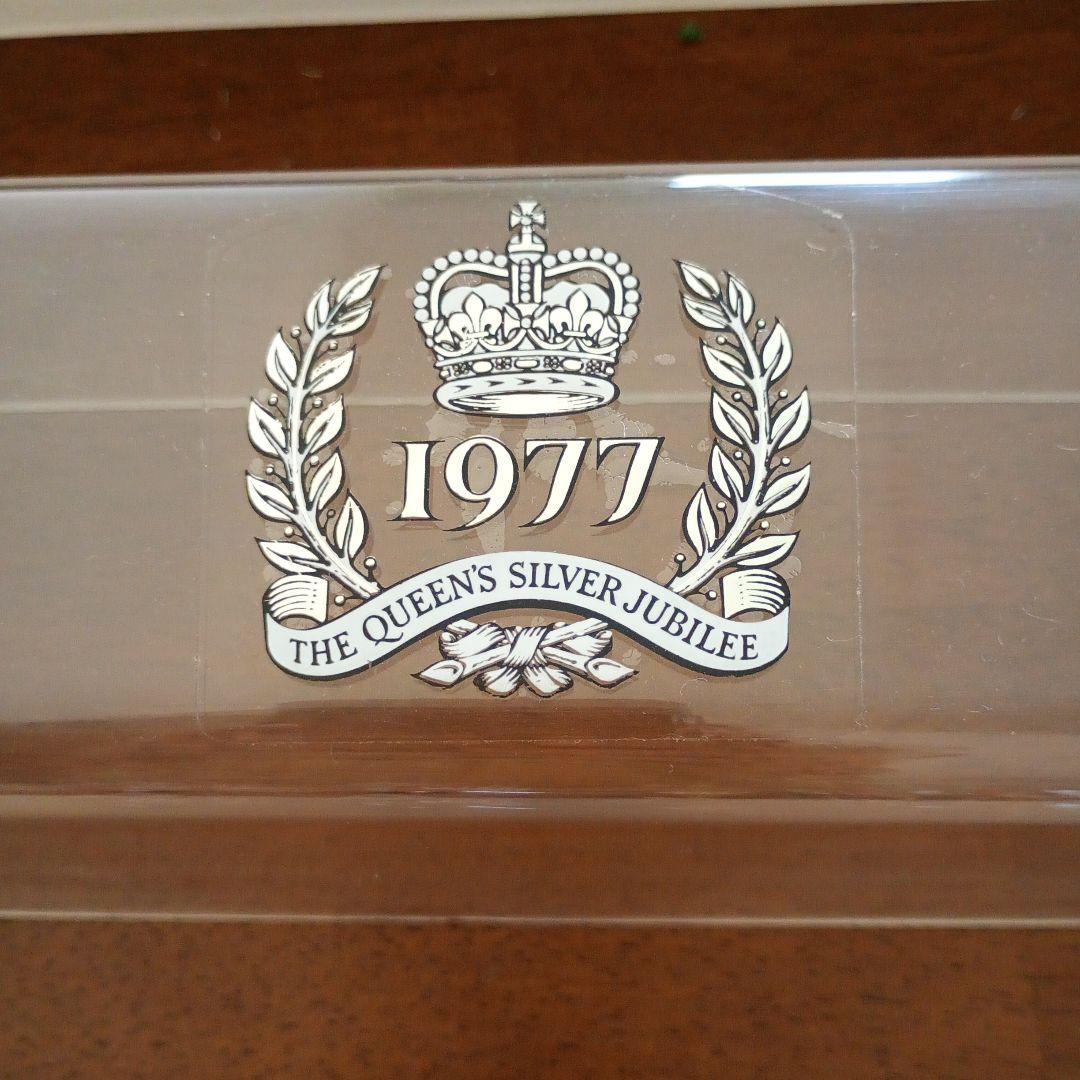 1977
THE QUEEN'S SILVER JUBILEE